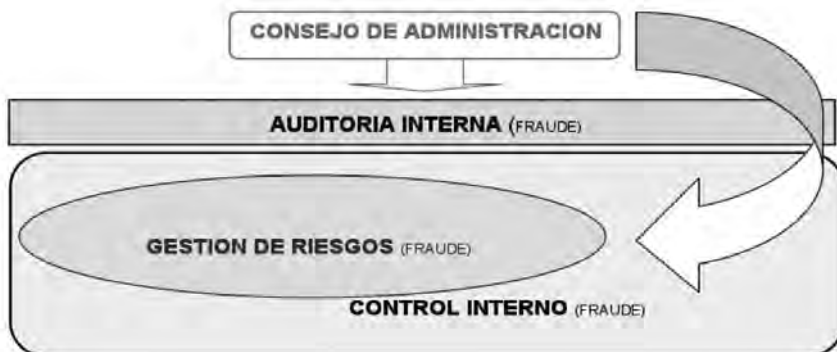 CONSEJO DE ADMINISTRACION
AUDITORIA INTERNA (FRAUDE)
GESTION DE RIESGOS (FRAUDE)
CONTROL INTERNO (FRAUDE)